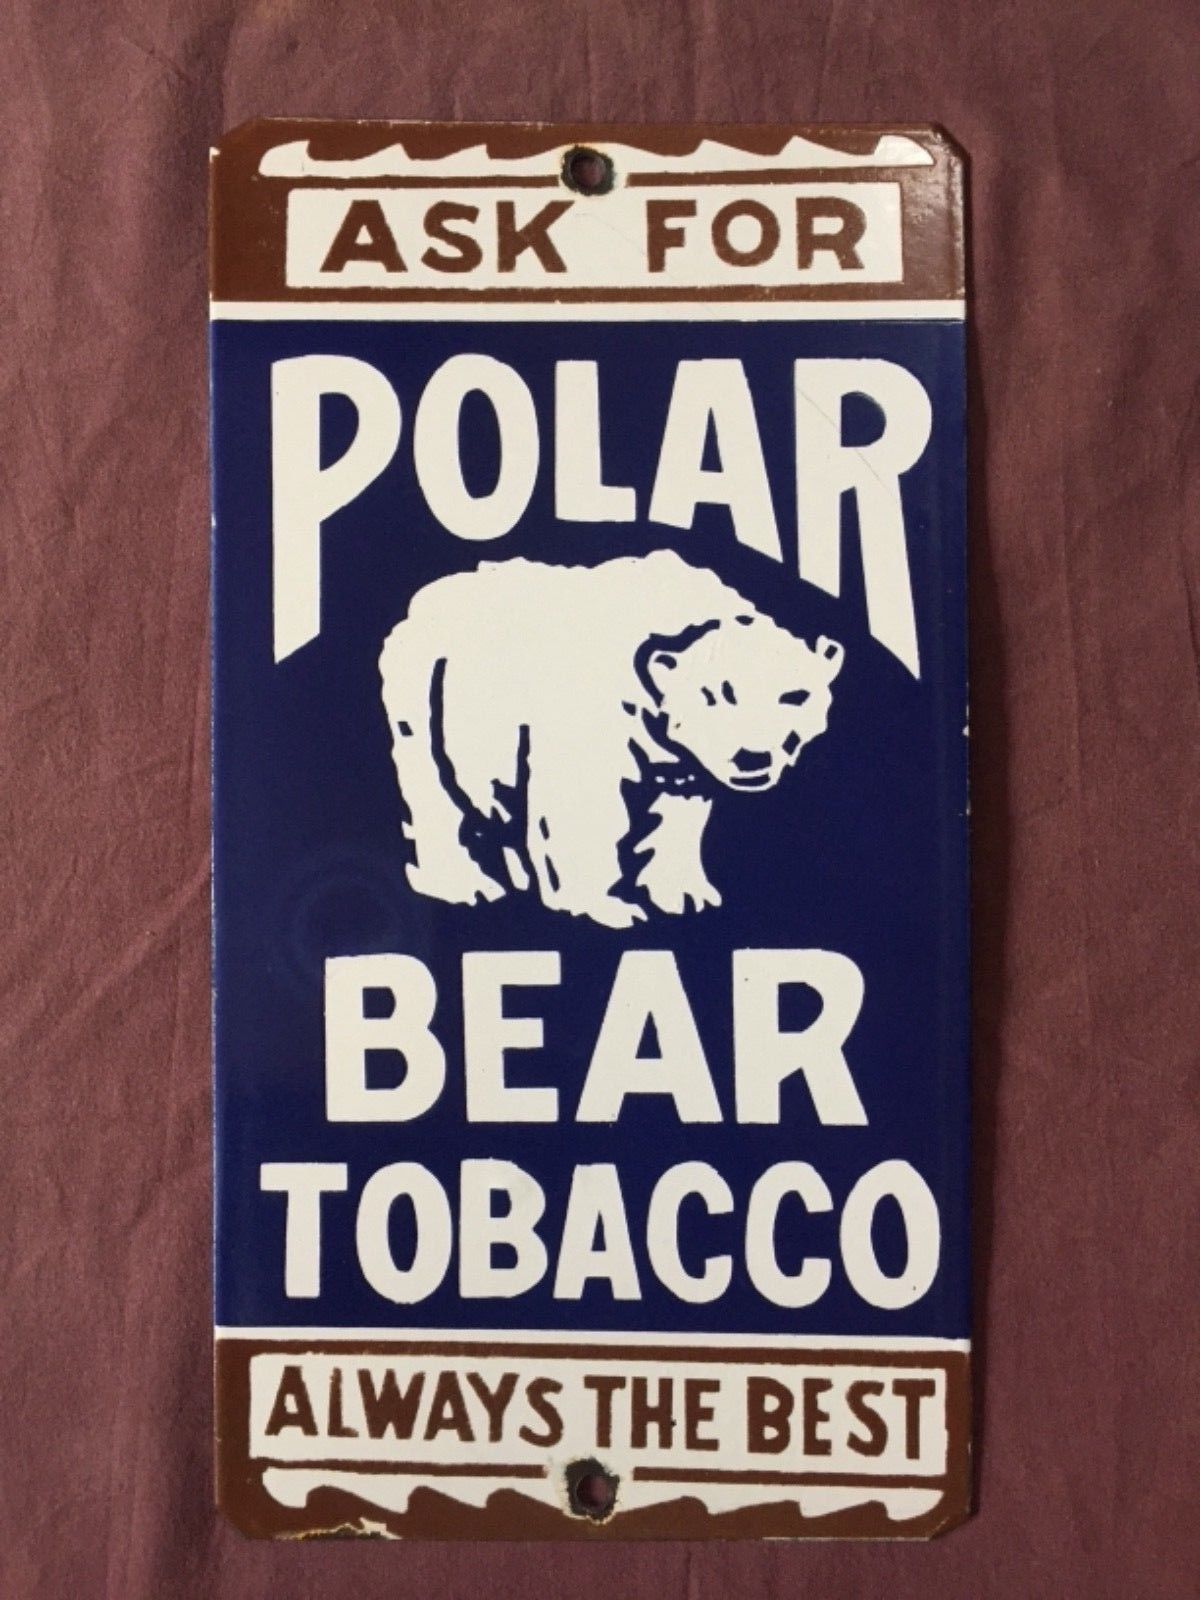 ASK FOR
POLAR
BEAR
TOBACCO
ALWAYS THE BEST